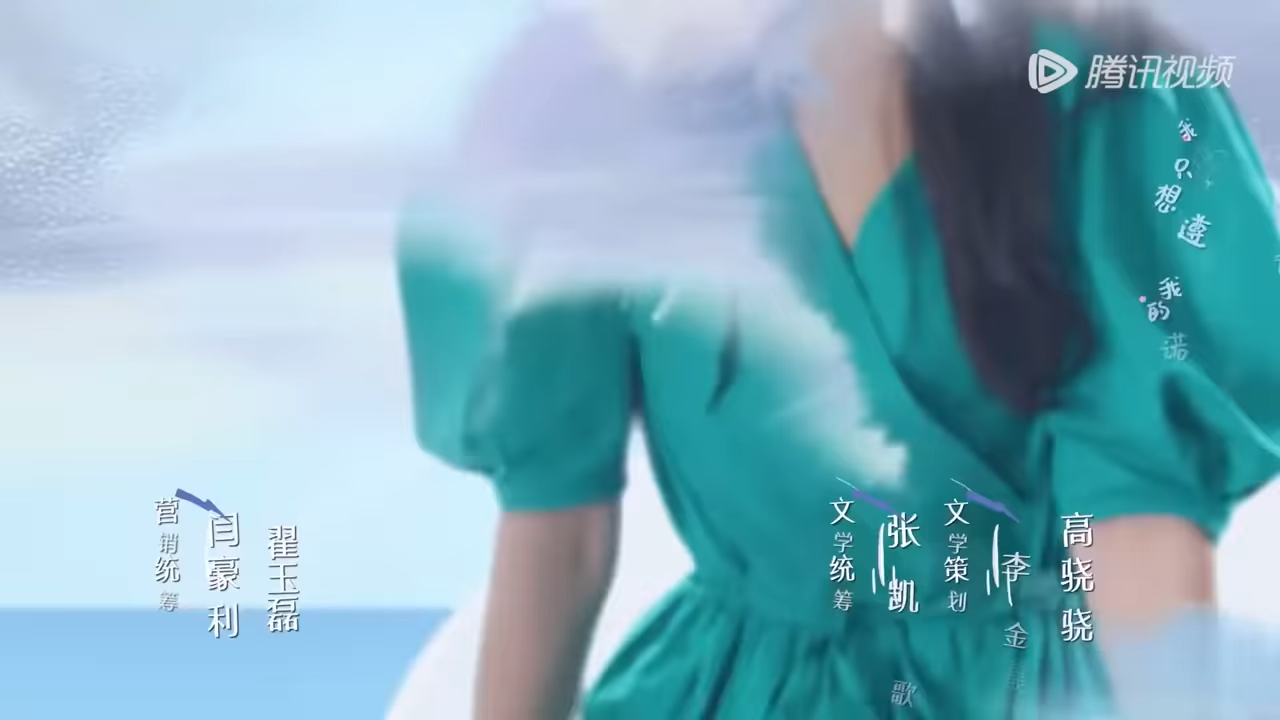 腾讯视频
我只想遵
我的诺
营销统筹
闫豪利
翟玉磊
文学统筹
张凯
文学策划
李金
高骁骁
歌